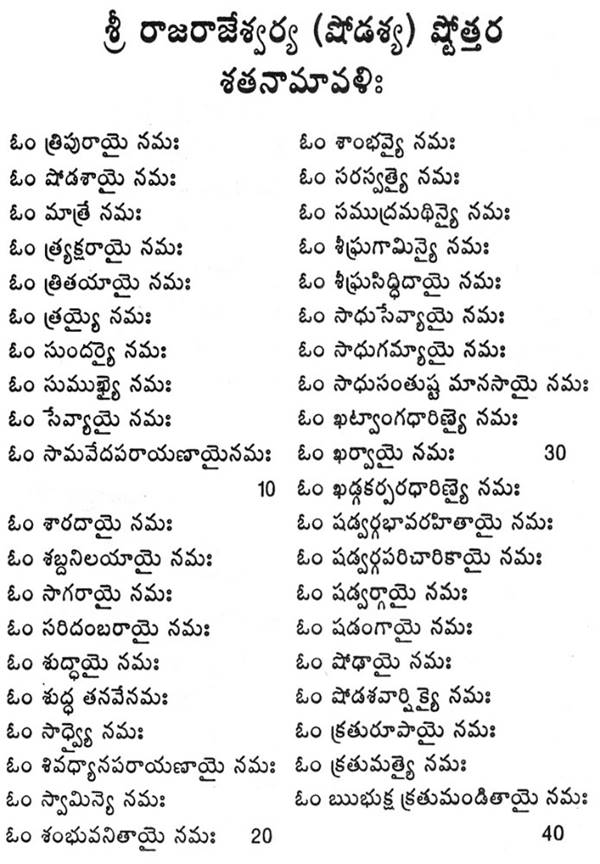 శ్రీ రాజరాజేశ్వర్య (షోడశ్య) ష్టోత్తర
శతనామావళిః
ఓం త్రిపురాయై నమః
ఓం షోడశాయై నమః
ఓం మాత్రే నమః
ఓం త్ర్యక్షరాయై నమః
ఓం త్రితయాయై నమః
ఓం త్రయ్యై నమః
ఓం సుందర్యై నమః
ఓం సుముఖ్యై నమః
ఓం సేవ్యాయై నమః
ఓం సామవేదపరాయణాయైనమః
10
ఓం శారదాయై నమః
ఓం శబ్దనిలయాయై నమః
ఓం సాగరాయై నమః
ఓం సరిదంబరాయై నమః
ఓం శుద్ధాయై నమః
ఓం శుద్ధ తనవేనమః
ఓం సాధ్వ్యై నమః
ఓం శివధ్యానపరాయణాయై నమః
ఓం స్వామిన్యై నమః
ఓం శంభువనితాయై నమః 20
ఓం శాంభవ్యై నమః
ఓం సరస్వత్యై నమః
ఓం సముద్రమథిన్యై నమః
ఓం శీఘ్రగామిన్యై నమః
ఓం శీఘ్రసిద్ధిదాయై నమః
ఓం సాధుసేవ్యాయై నమః
ఓం సాధుగమ్యాయై నమః
ఓం సాధుసంతుష్ట మానసాయై నమః
ఓం ఖట్వాంగధారిణ్యై నమః
ఓం ఖర్వాయై నమః 30
ఓం ఖడ్గకర్పరధారిణ్యై నమః
ఓం షడ్వర్గభావరహితాయై నమః
ఓం షడ్వర్గపరిచారికాయై నమః
ఓం షడ్వర్గాయై నమః
ఓం షడంగాయై నమః
ఓం షోఢాయై నమః
ఓం షోడశవార్షిక్యై నమః
ఓం క్రతురూపాయై నమః
ఓం క్రతుమత్యై నమః
ఓం ఋభుక్ష క్రతుమండితాయై నమః
40